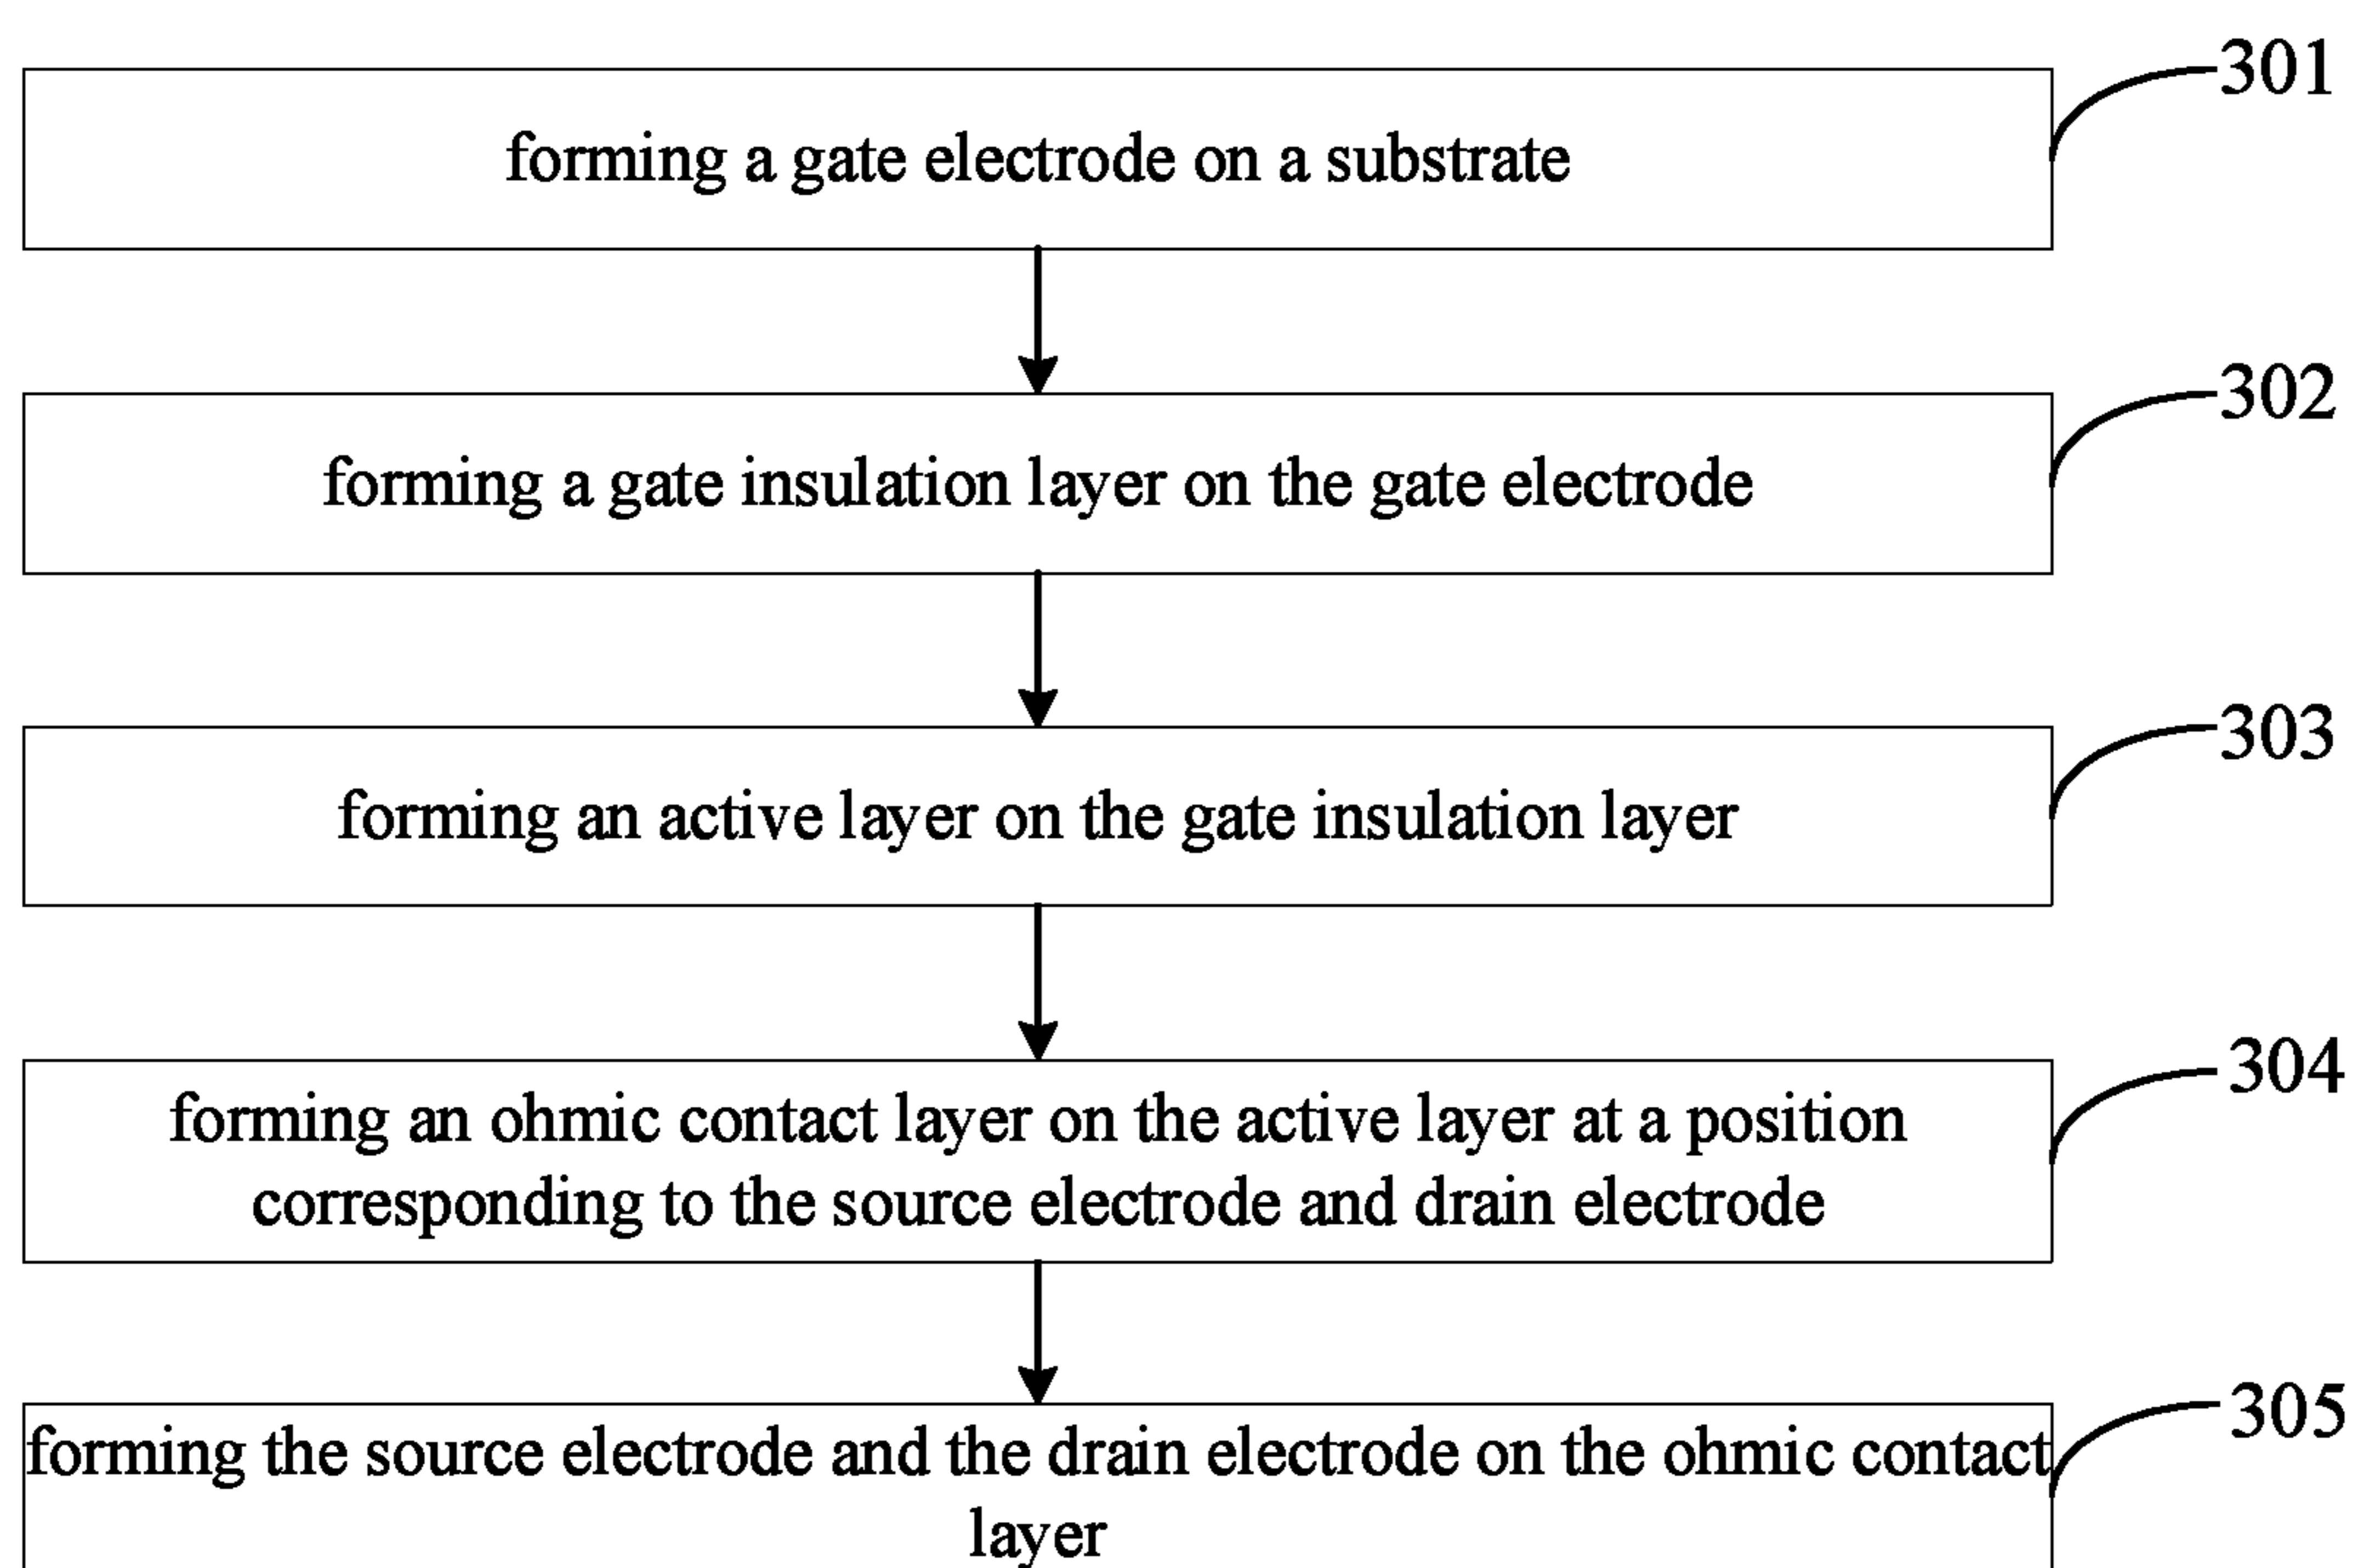 301
forming a gate electrode on a substrate
302
forming a gate insulation layer on the gate electrode
303
forming an active layer on the gate insulation layer
304
forming an ohmic contact layer on the active layer at a position
corresponding to the source electrode and drain electrode
305
forming the source electrode and the drain electrode on the ohmic contact
layer